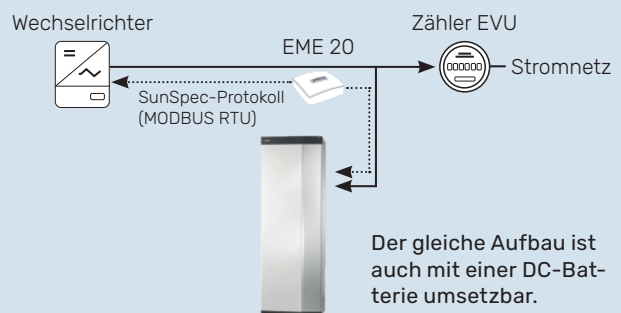 Wechselrichter
Zähler EVU
EME 20
000000
Stromnetz
SunSpec-Protokoll
(MODBUS RTU)
Der gleiche Aufbau ist
auch mit einer DC-Bat-
terie umsetzbar.